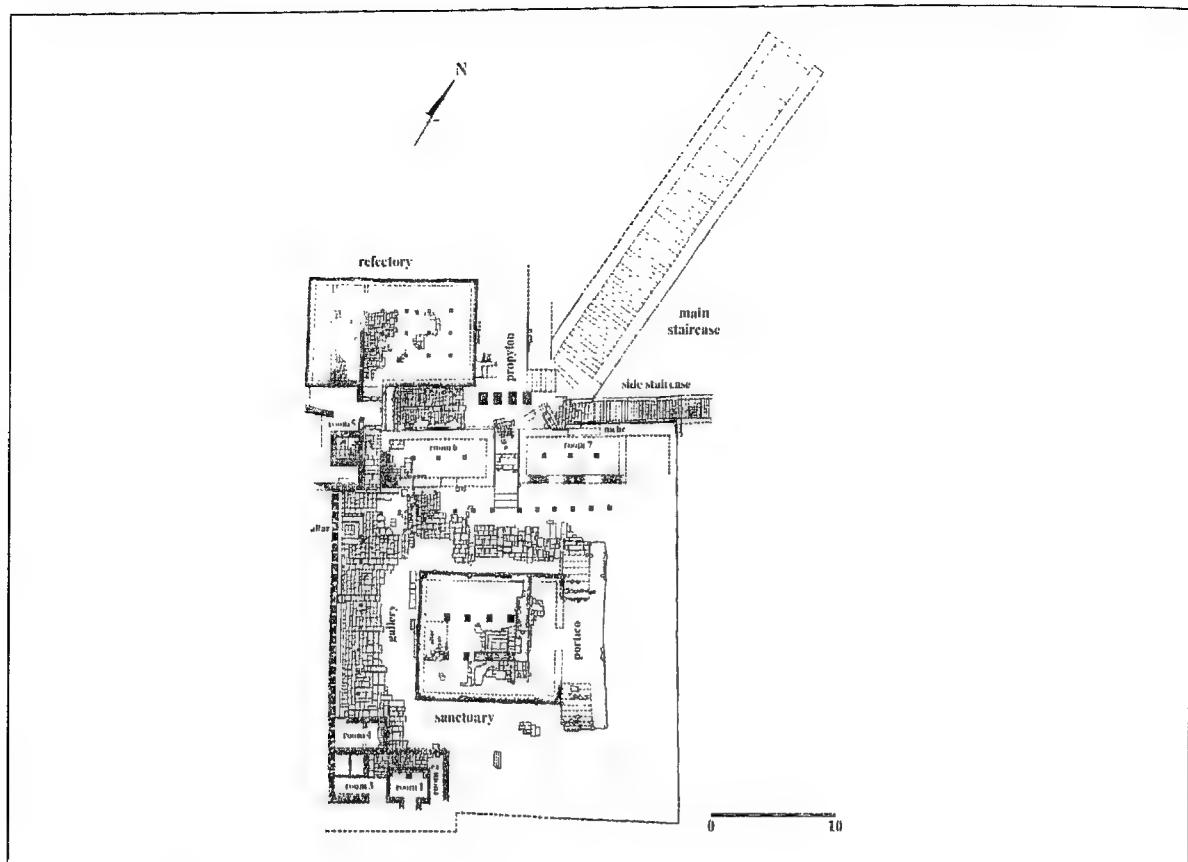 N
refectory
propylon
main
staircase
side staircase
niche
room 5
room 6
room 7
altar
gallery
portico
sanctuary
room 4
room 3
room 1
room
0 10